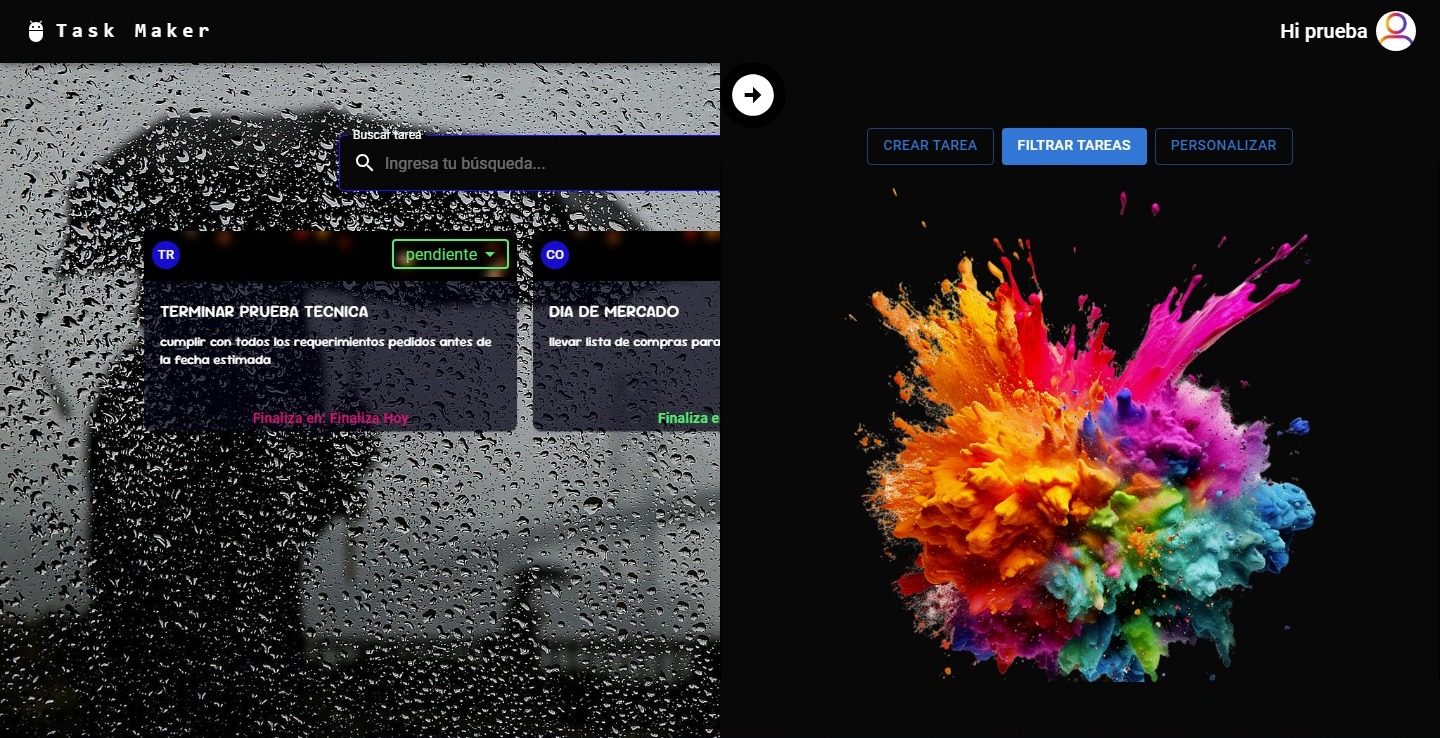 Task Maker
Hi prueba
Buscar tarea
Ingresa tu búsqueda...
CREAR TAREA
FILTRAR TAREAS
PERSONALIZAR
TR
pendiente
TERMINAR PRUEBA TECNICA
cumplir con todos los requerimientos pedidos antes de
la fecha estimada
Finaliza en: Finaliza Hoy
CO
DIA DE MERCADO
llevar lista de compras para
Finaliza e